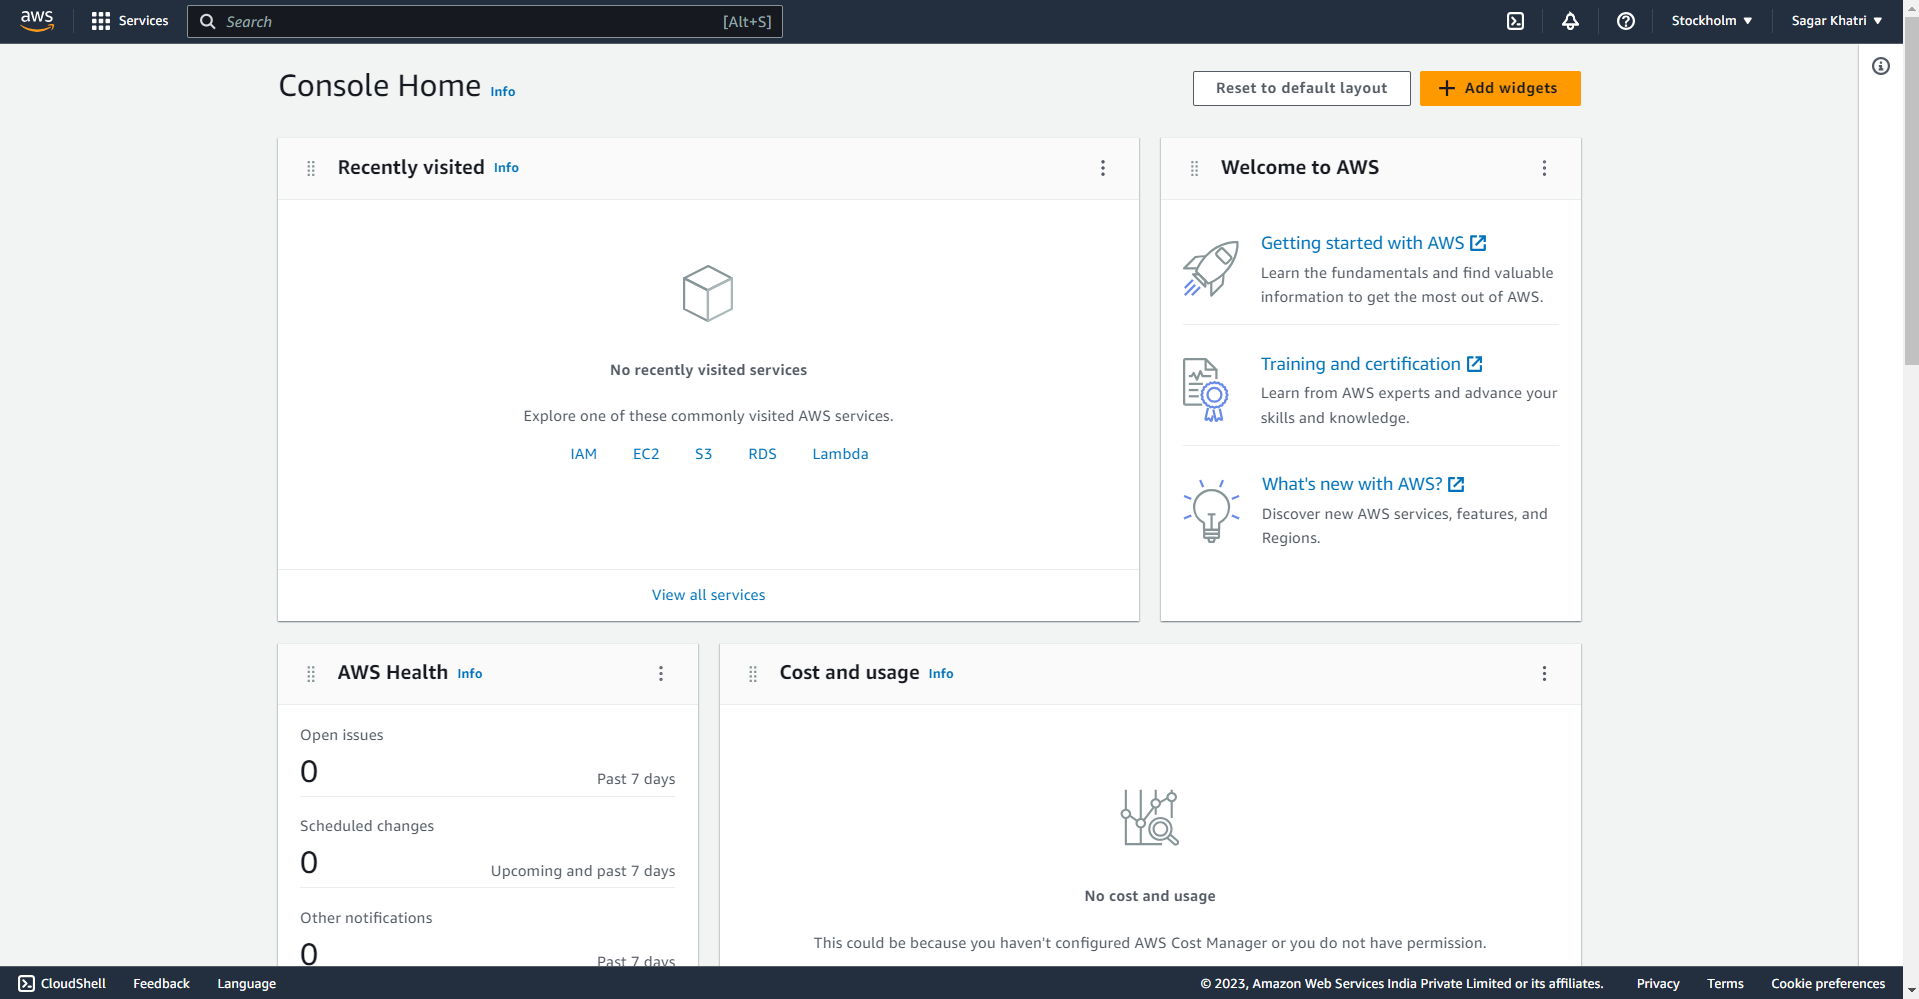 aws
Services
Search [Alt+S]
Stockholm
Sagar Khatri
Console Home Info
Reset to default layout
Add widgets
Recently visited Info
No recently visited services
Explore one of these commonly visited AWS services.
IAM EC2 S3 RDS Lambda
View all services
Welcome to AWS
Getting started with AWS
Learn the fundamentals and find valuable
information to get the most out of AWS.
Training and certification
Learn from AWS experts and advance your
skills and knowledge.
What's new with AWS?
Discover new AWS services, features, and
Regions.
AWS Health Info
Open issues
0 Past 7 days
Scheduled changes
0 Upcoming and past 7 days
Other notifications
0 Past 7 days
Cost and usage Info
No cost and usage
This could be because you haven't configured AWS Cost Manager or you do not have permission.
CloudShell Feedback Language
© 2023, Amazon Web Services India Private Limited or its affiliates. Privacy Terms Cookie preferences